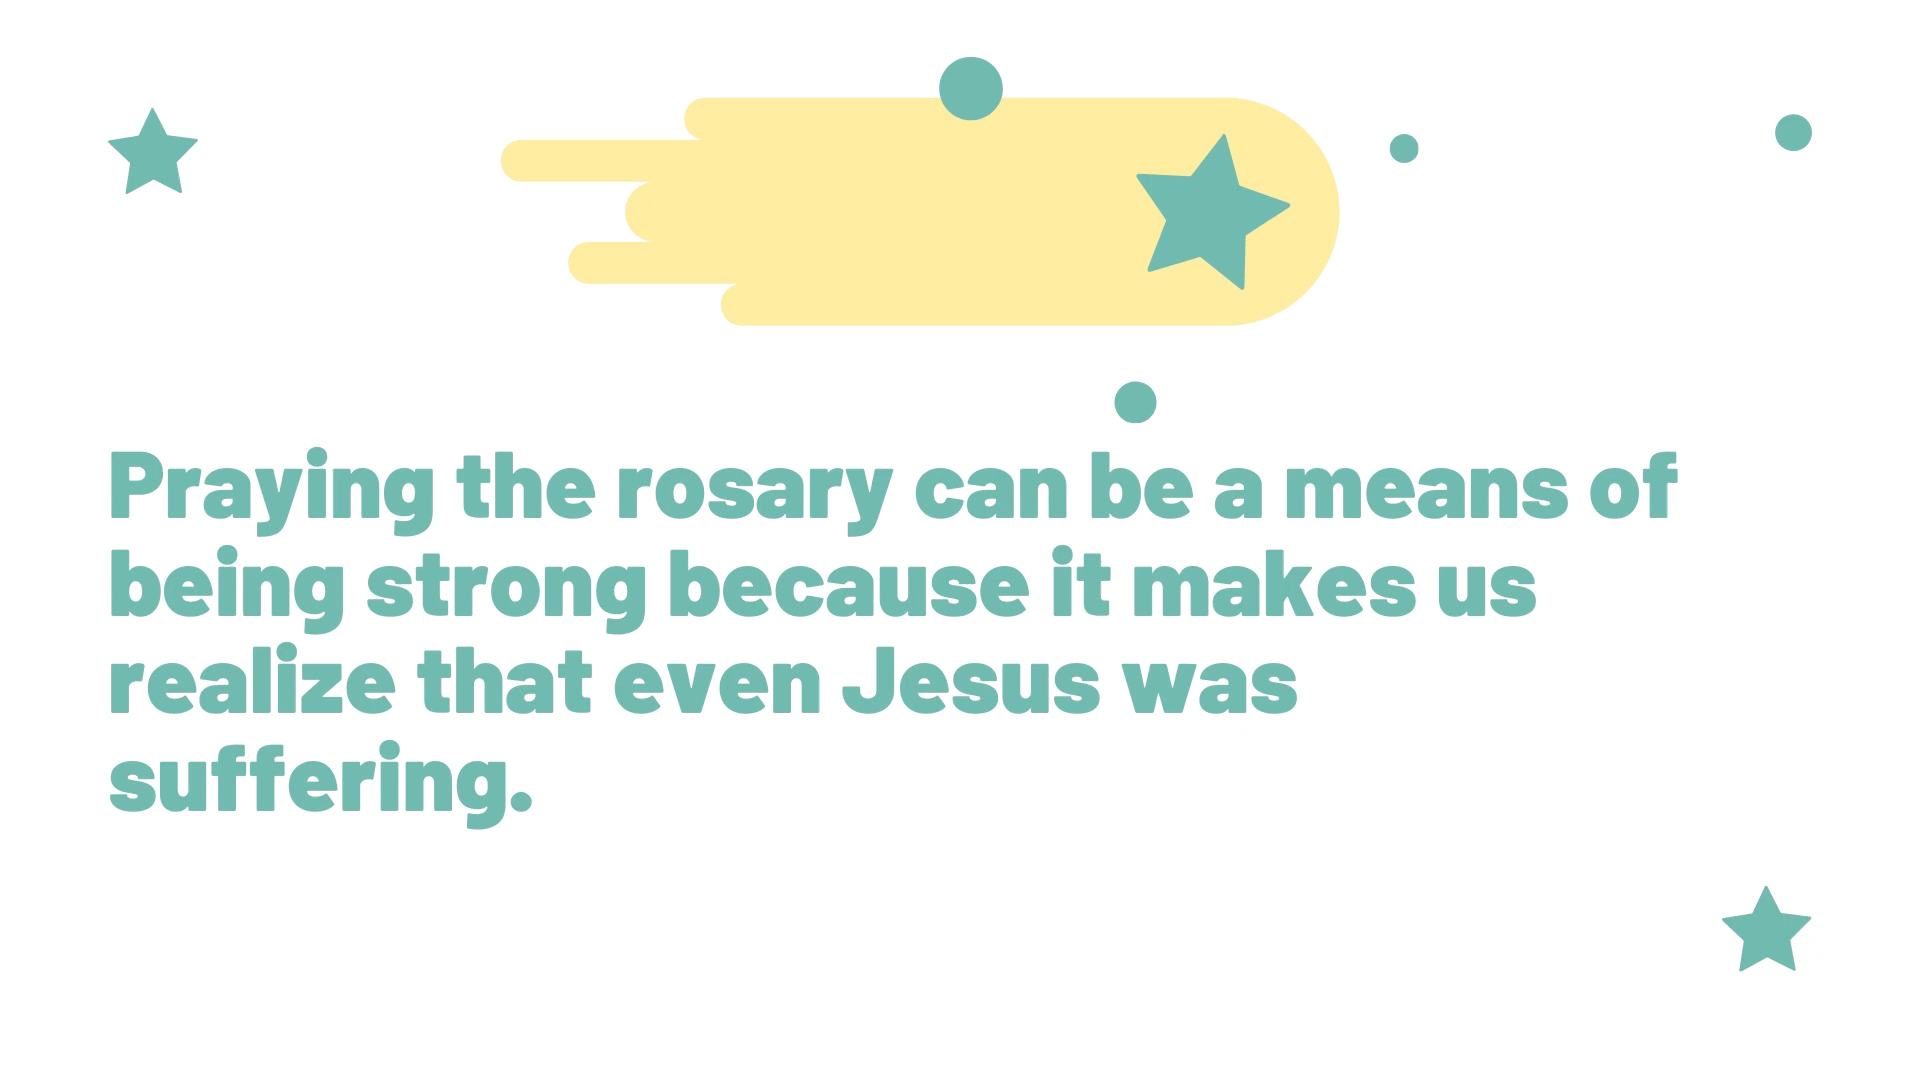 Praying the rosary can be a means of
being strong because it makes us
realize that even Jesus was
suffering.